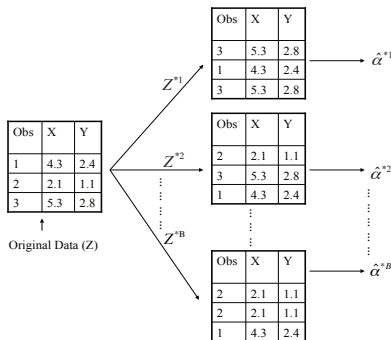 Obs X Y
3 5.3 2.8
1 4.3 2.4
3 5.3 2.8
Z*1
α̂*1
Obs X Y
1 4.3 2.4
2 2.1 1.1
3 5.3 2.8
Original Data (Z)
Z*2
Obs X Y
2 2.1 1.1
3 5.3 2.8
1 4.3 2.4
α̂*2
Z*B
Obs X Y
2 2.1 1.1
2 2.1 1.1
1 4.3 2.4
α̂*B